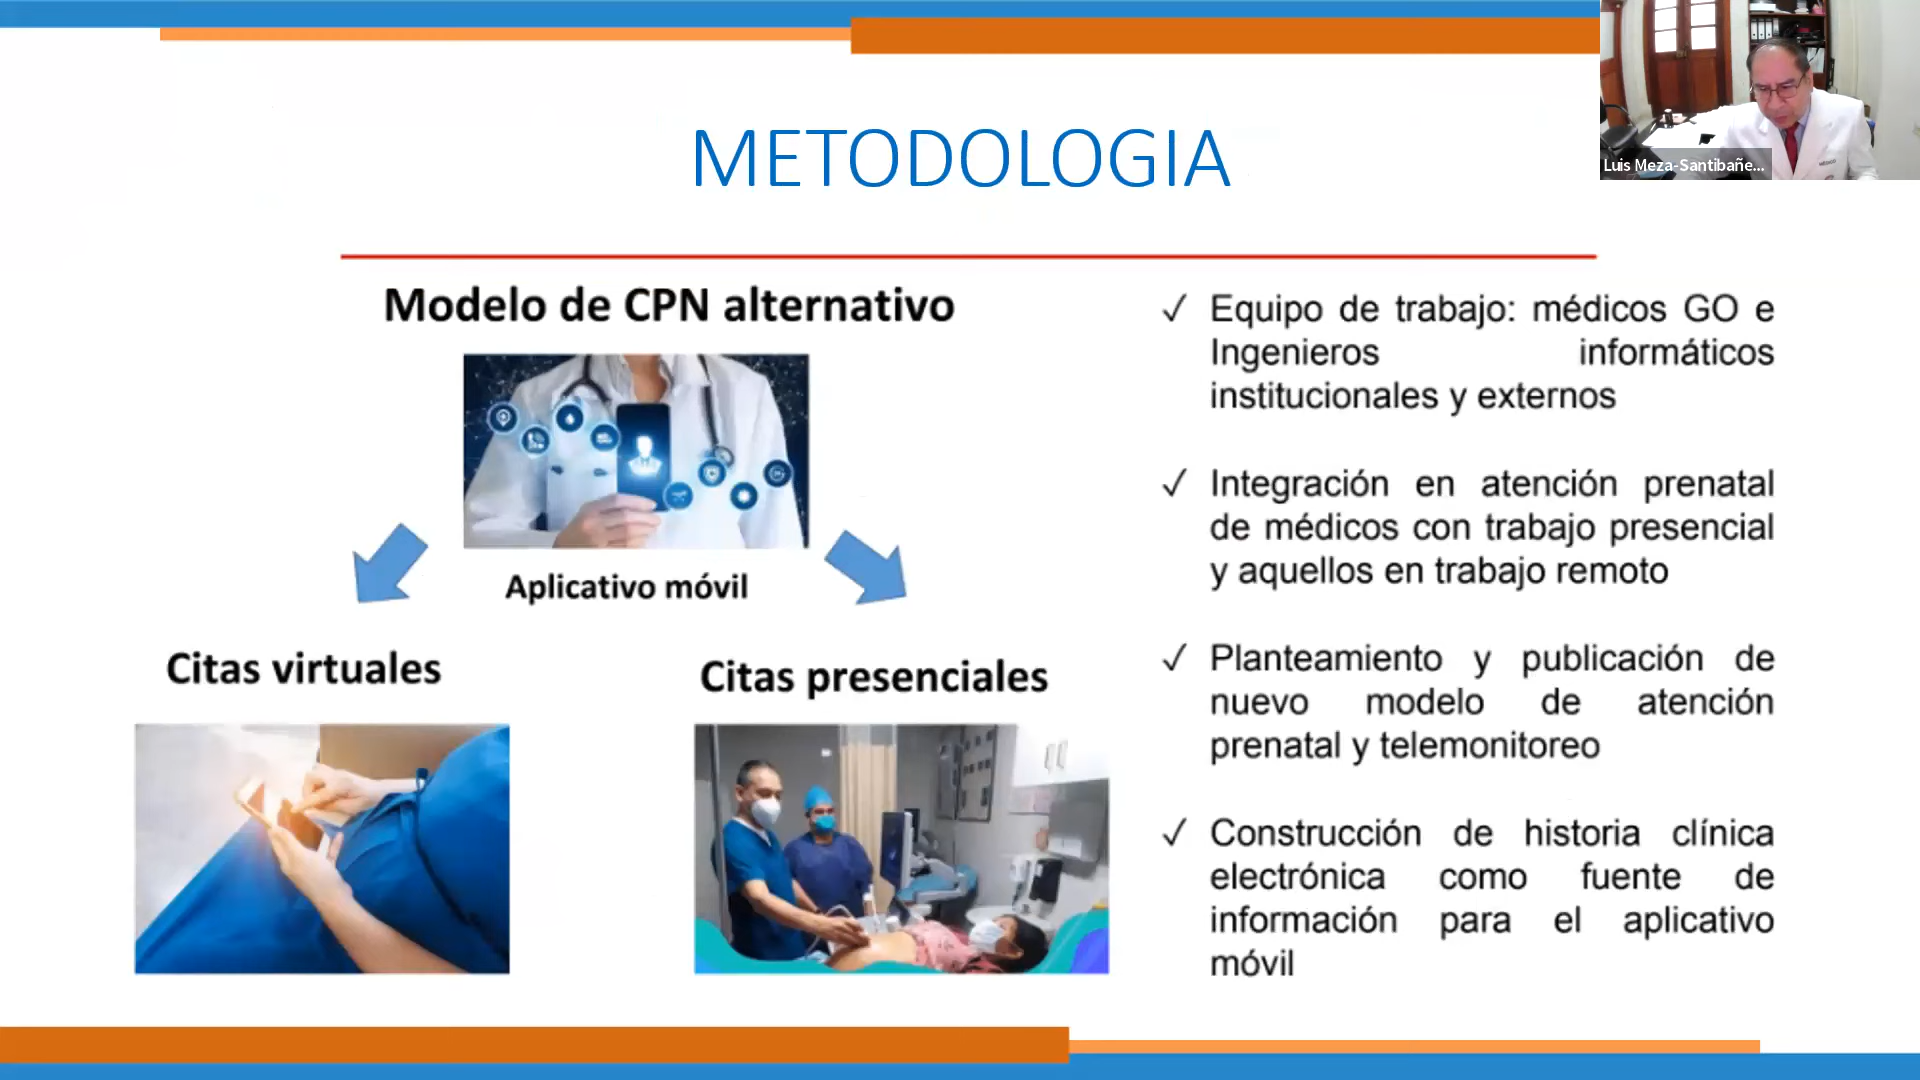 METODOLOGIA
Luis Meza-Santibañe...
MÉDICO
Modelo de CPN alternativo
Aplicativo móvil
Citas virtuales
Citas presenciales
✓ Equipo de trabajo: médicos GO e
Ingenieros informáticos
institucionales y externos
✓ Integración en atención prenatal
de médicos con trabajo presencial
y aquellos en trabajo remoto
✓ Planteamiento y publicación de
nuevo modelo de atención
prenatal y telemonitoreo
✓ Construcción de historia clínica
electrónica como fuente de
información para el aplicativo
móvil